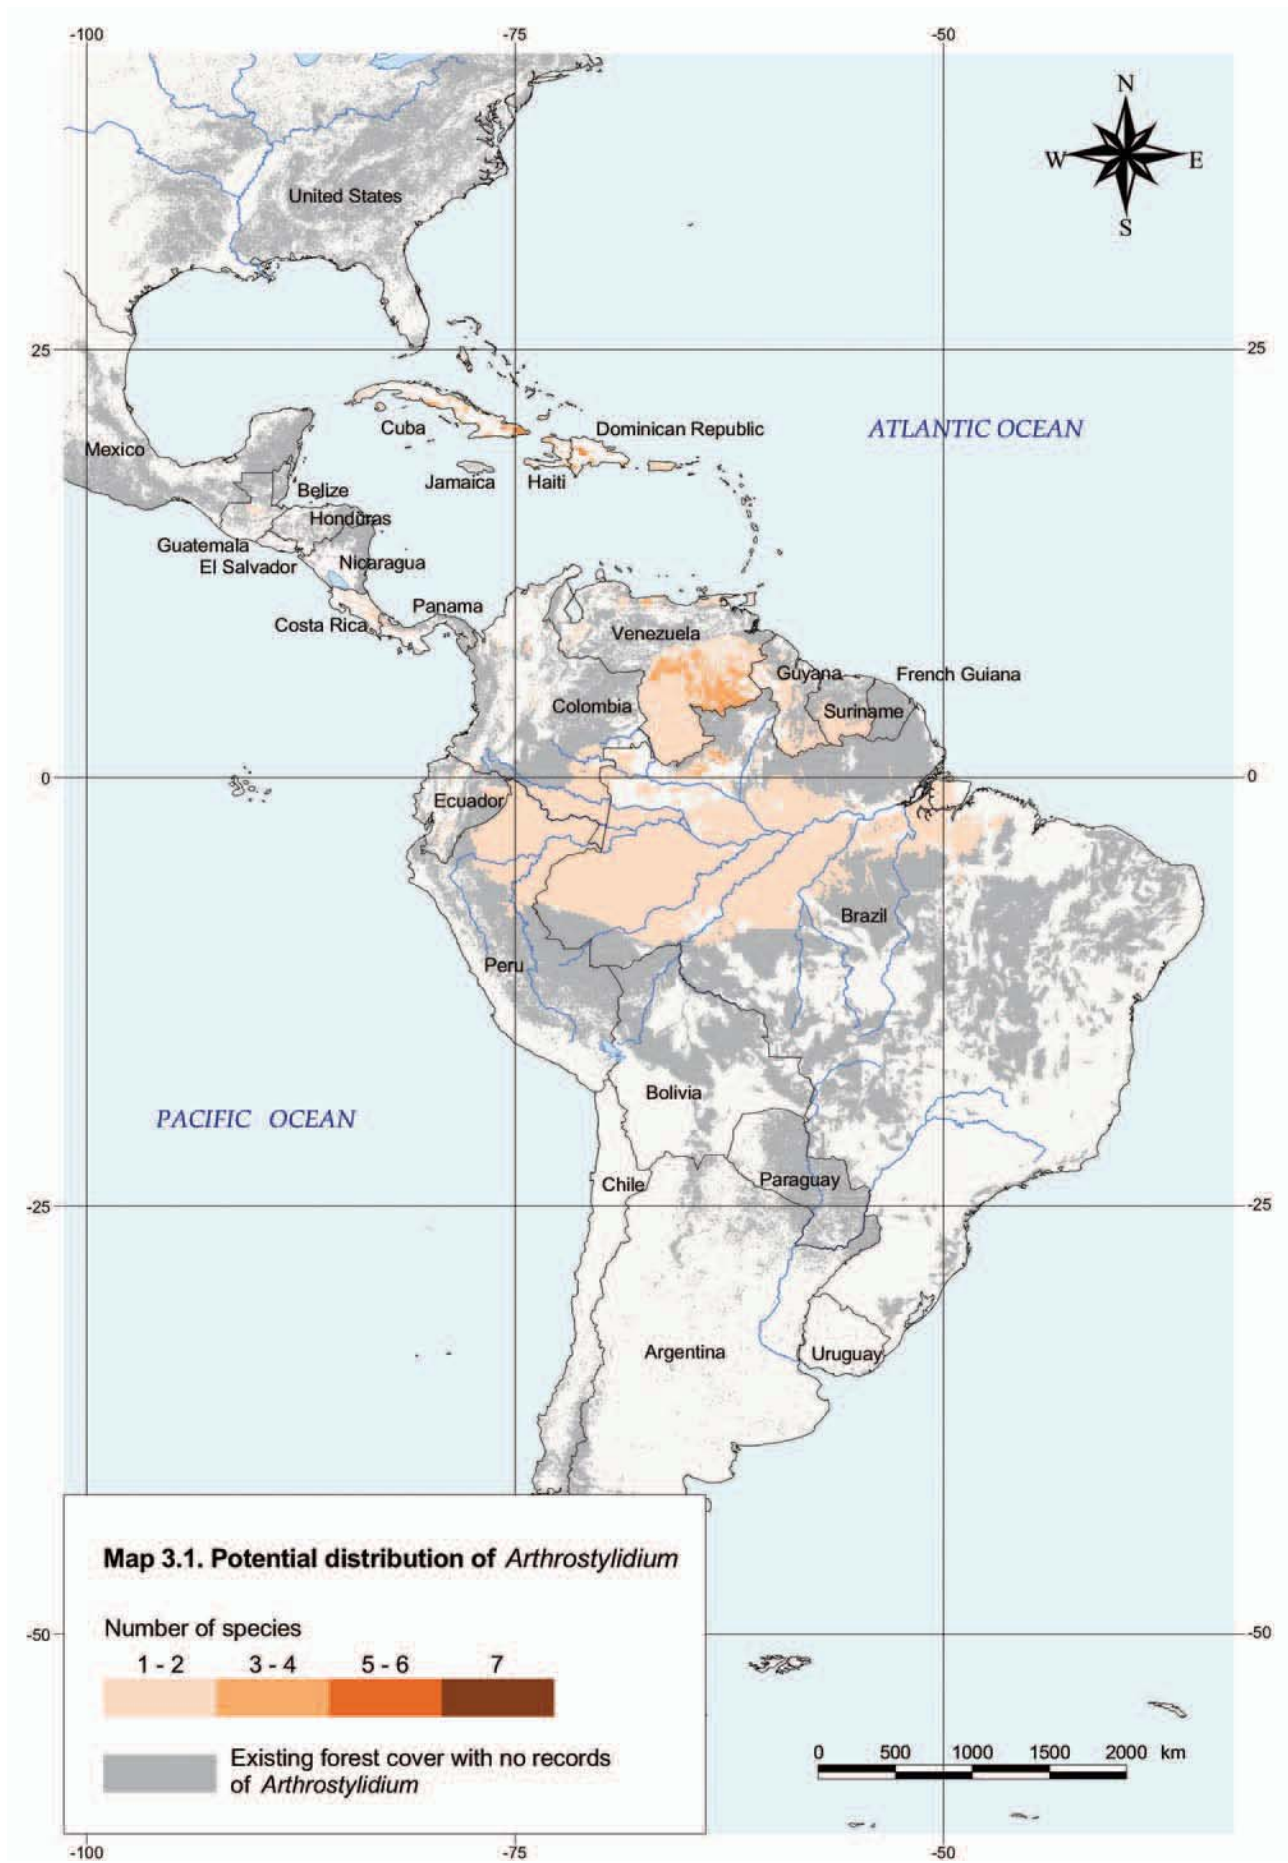 -100 -75 -50
N
W E
S
United States
25 25
Cuba Dominican Republic ATLANTIC OCEAN
Mexico
Jamaica Haiti
Belize
Honduras
Guatemala
El Salvador Nicaragua
Panama
Costa Rica
Venezuela
Guyana French Guiana
Colombia Suriname
0 0
Ecuador
Brazil
Peru
Bolivia
PACIFIC OCEAN
Paraguay
Chile
-25 -25
Argentina Uruguay
Map 3.1. Potential distribution of Arthrostylidium
Number of species
-50 -50
1 - 2 3 - 4 5 - 6 7
Existing forest cover with no records
of Arthrostylidium
0 500 1000 1500 2000 km
-100 -75 -50